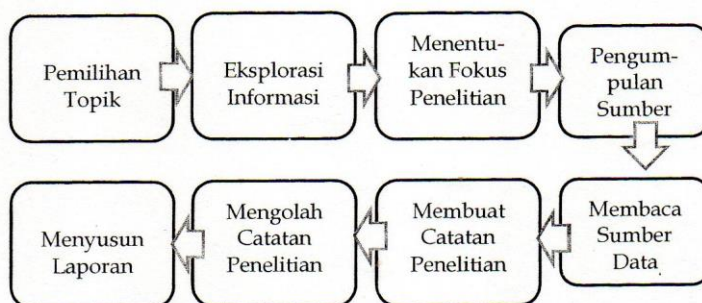 Pemilihan
Topik
Eksplorasi
Informasi
Menentu-
kan Fokus
Penelitian
Pengum-
pulan
Sumber
Membaca
Sumber
Data
Membuat
Catatan
Penelitian
Mengolah
Catatan
Penelitian
Menyusun
Laporan